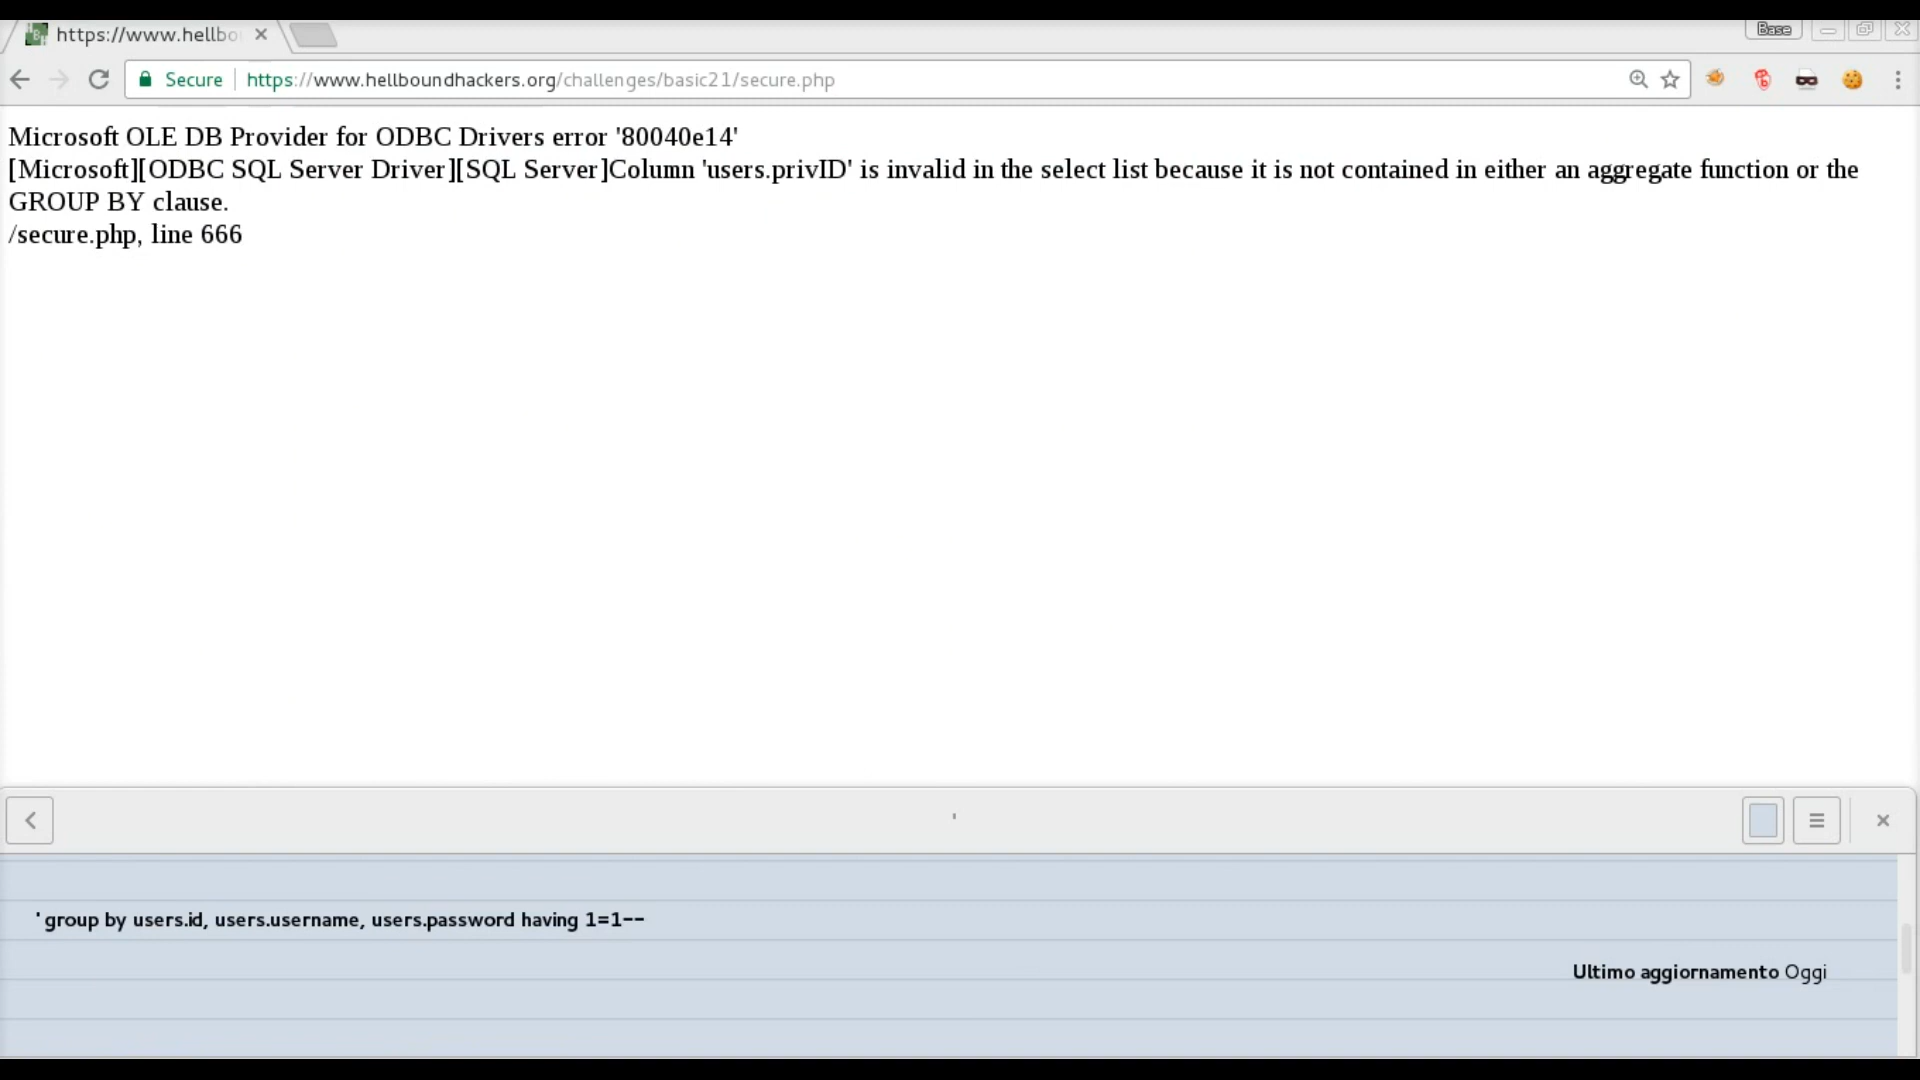 https://www.hellbo
Base
Secure https://www.hellboundhackers.org/challenges/basic21/secure.php
Microsoft OLE DB Provider for ODBC Drivers error '80040e14'
[Microsoft][ODBC SQL Server Driver][SQL Server]Column 'users.privID' is invalid in the select list because it is not contained in either an aggregate function or the
GROUP BY clause.
/secure.php, line 666
'
' group by users.id, users.username, users.password having 1=1--
Ultimo aggiornamento Oggi